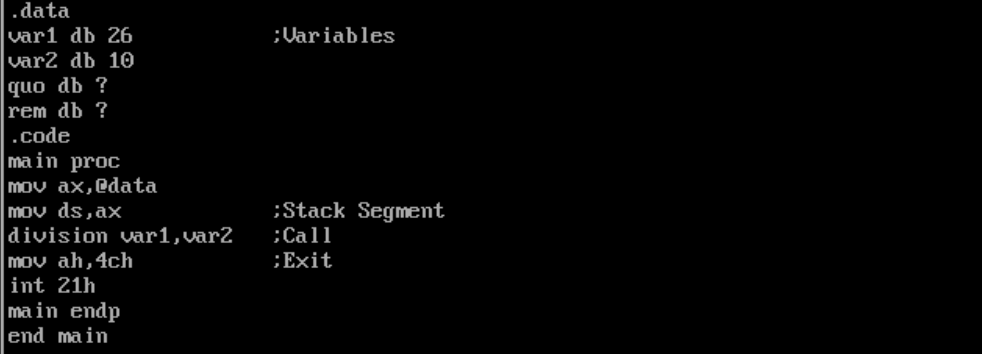 .data
var1 db 26 ;Variables
var2 db 10
quo db ?
rem db ?
.code
main proc
mov ax,@data
mov ds,ax ;Stack Segment
division var1,var2 ;Call
mov ah,4ch ;Exit
int 21h
main endp
end main